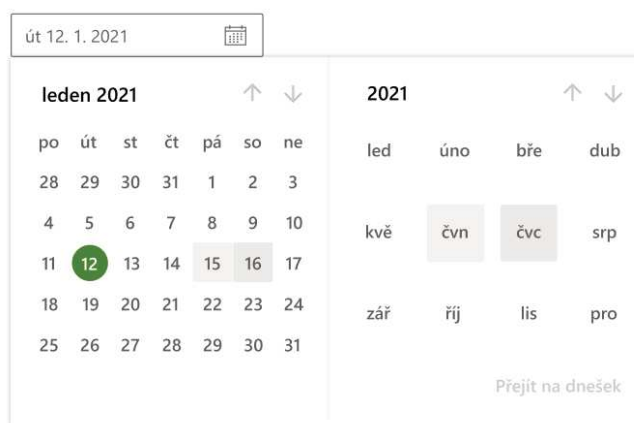 út 12. 1. 2021
leden 2021
po út st čt pá so ne
28 29 30 31 1 2 3
4 5 6 7 8 9 10
11 12 13 14 15 16 17
18 19 20 21 22 23 24
25 26 27 28 29 30 31
2021
led úno bře dub
kvě čvn čvc srp
zář říj lis pro
Přejít na dnešek